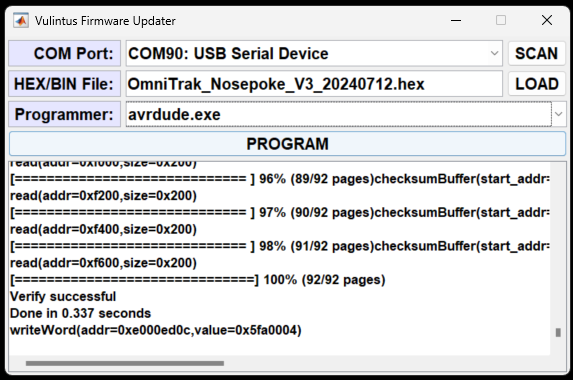 Vulintus Firmware Updater
COM Port: COM90: USB Serial Device SCAN
HEX/BIN File: OmniTrak_Nosepoke_V3_20240712.hex LOAD
Programmer: avrdude.exe
PROGRAM
read(addr=0xf000,size=0x200)
[============================== ] 96% (89/92 pages)checksumBuffer(start_addr=
read(addr=0xf200,size=0x200)
[============================== ] 97% (90/92 pages)checksumBuffer(start_addr=
read(addr=0xf400,size=0x200)
[============================== ] 98% (91/92 pages)checksumBuffer(start_addr=
read(addr=0xf600,size=0x200)
[==============================] 100% (92/92 pages)
Verify successful
Done in 0.337 seconds
writeWord(addr=0xe000ed0c,value=0x5fa0004)